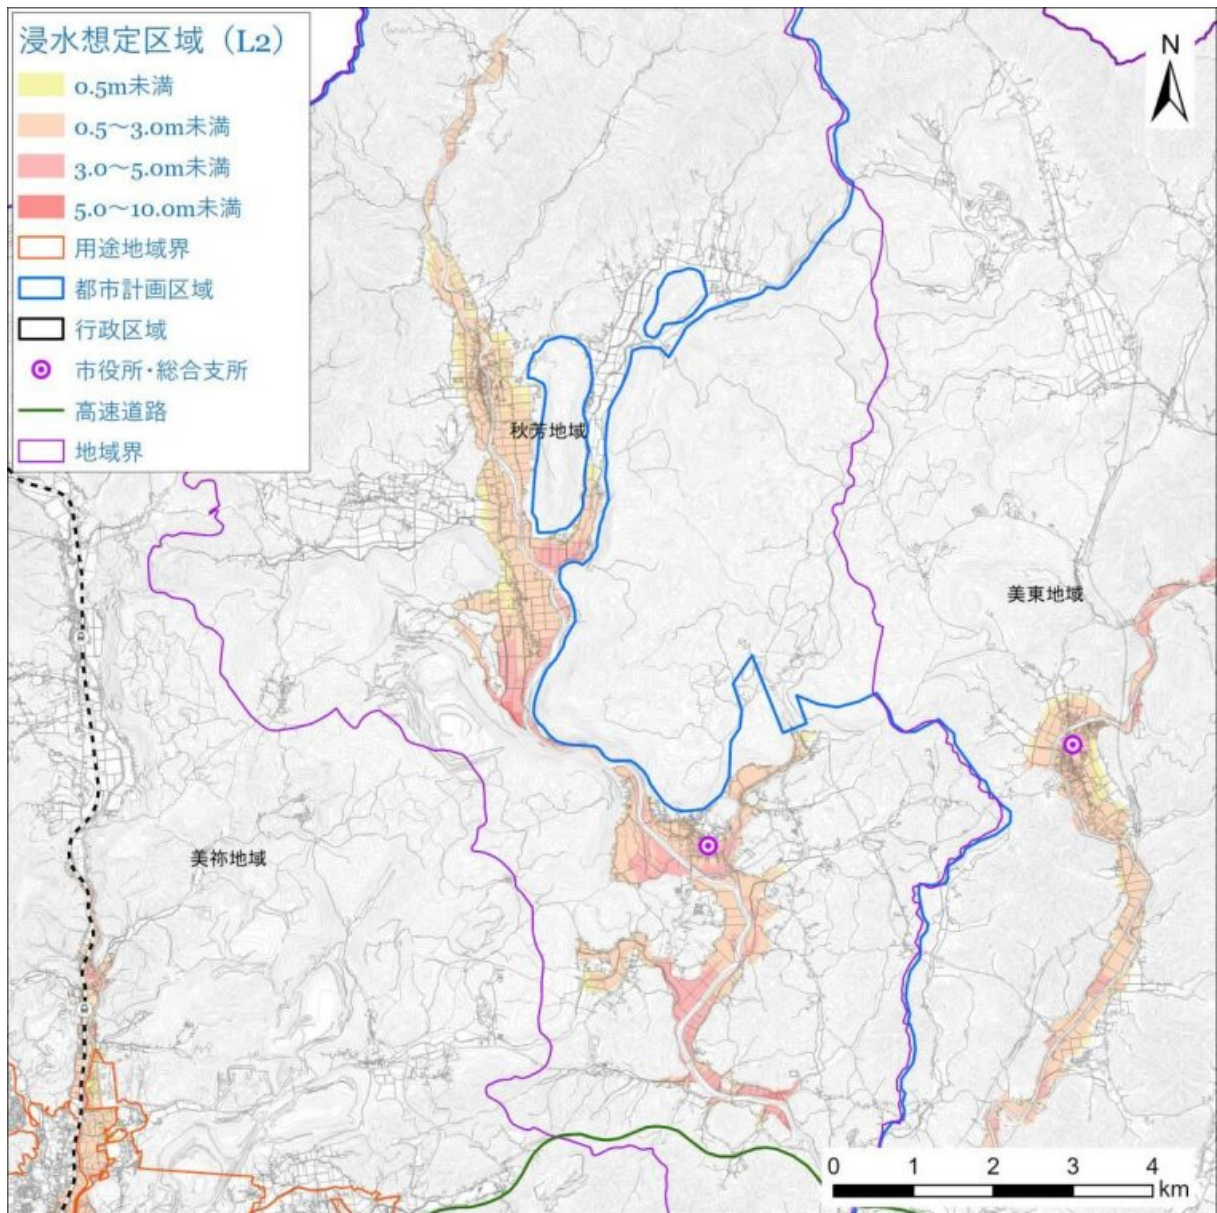 浸水想定区域（L2）
0.5m未満
0.5～3.0m未満
3.0～5.0m未満
5.0～10.0m未満
用途地域界
都市計画区域
行政区域
市役所･総合支所
高速道路
地域界
N
秋芳地域
美東地域
美祢地域
0 1 2 3 4
km